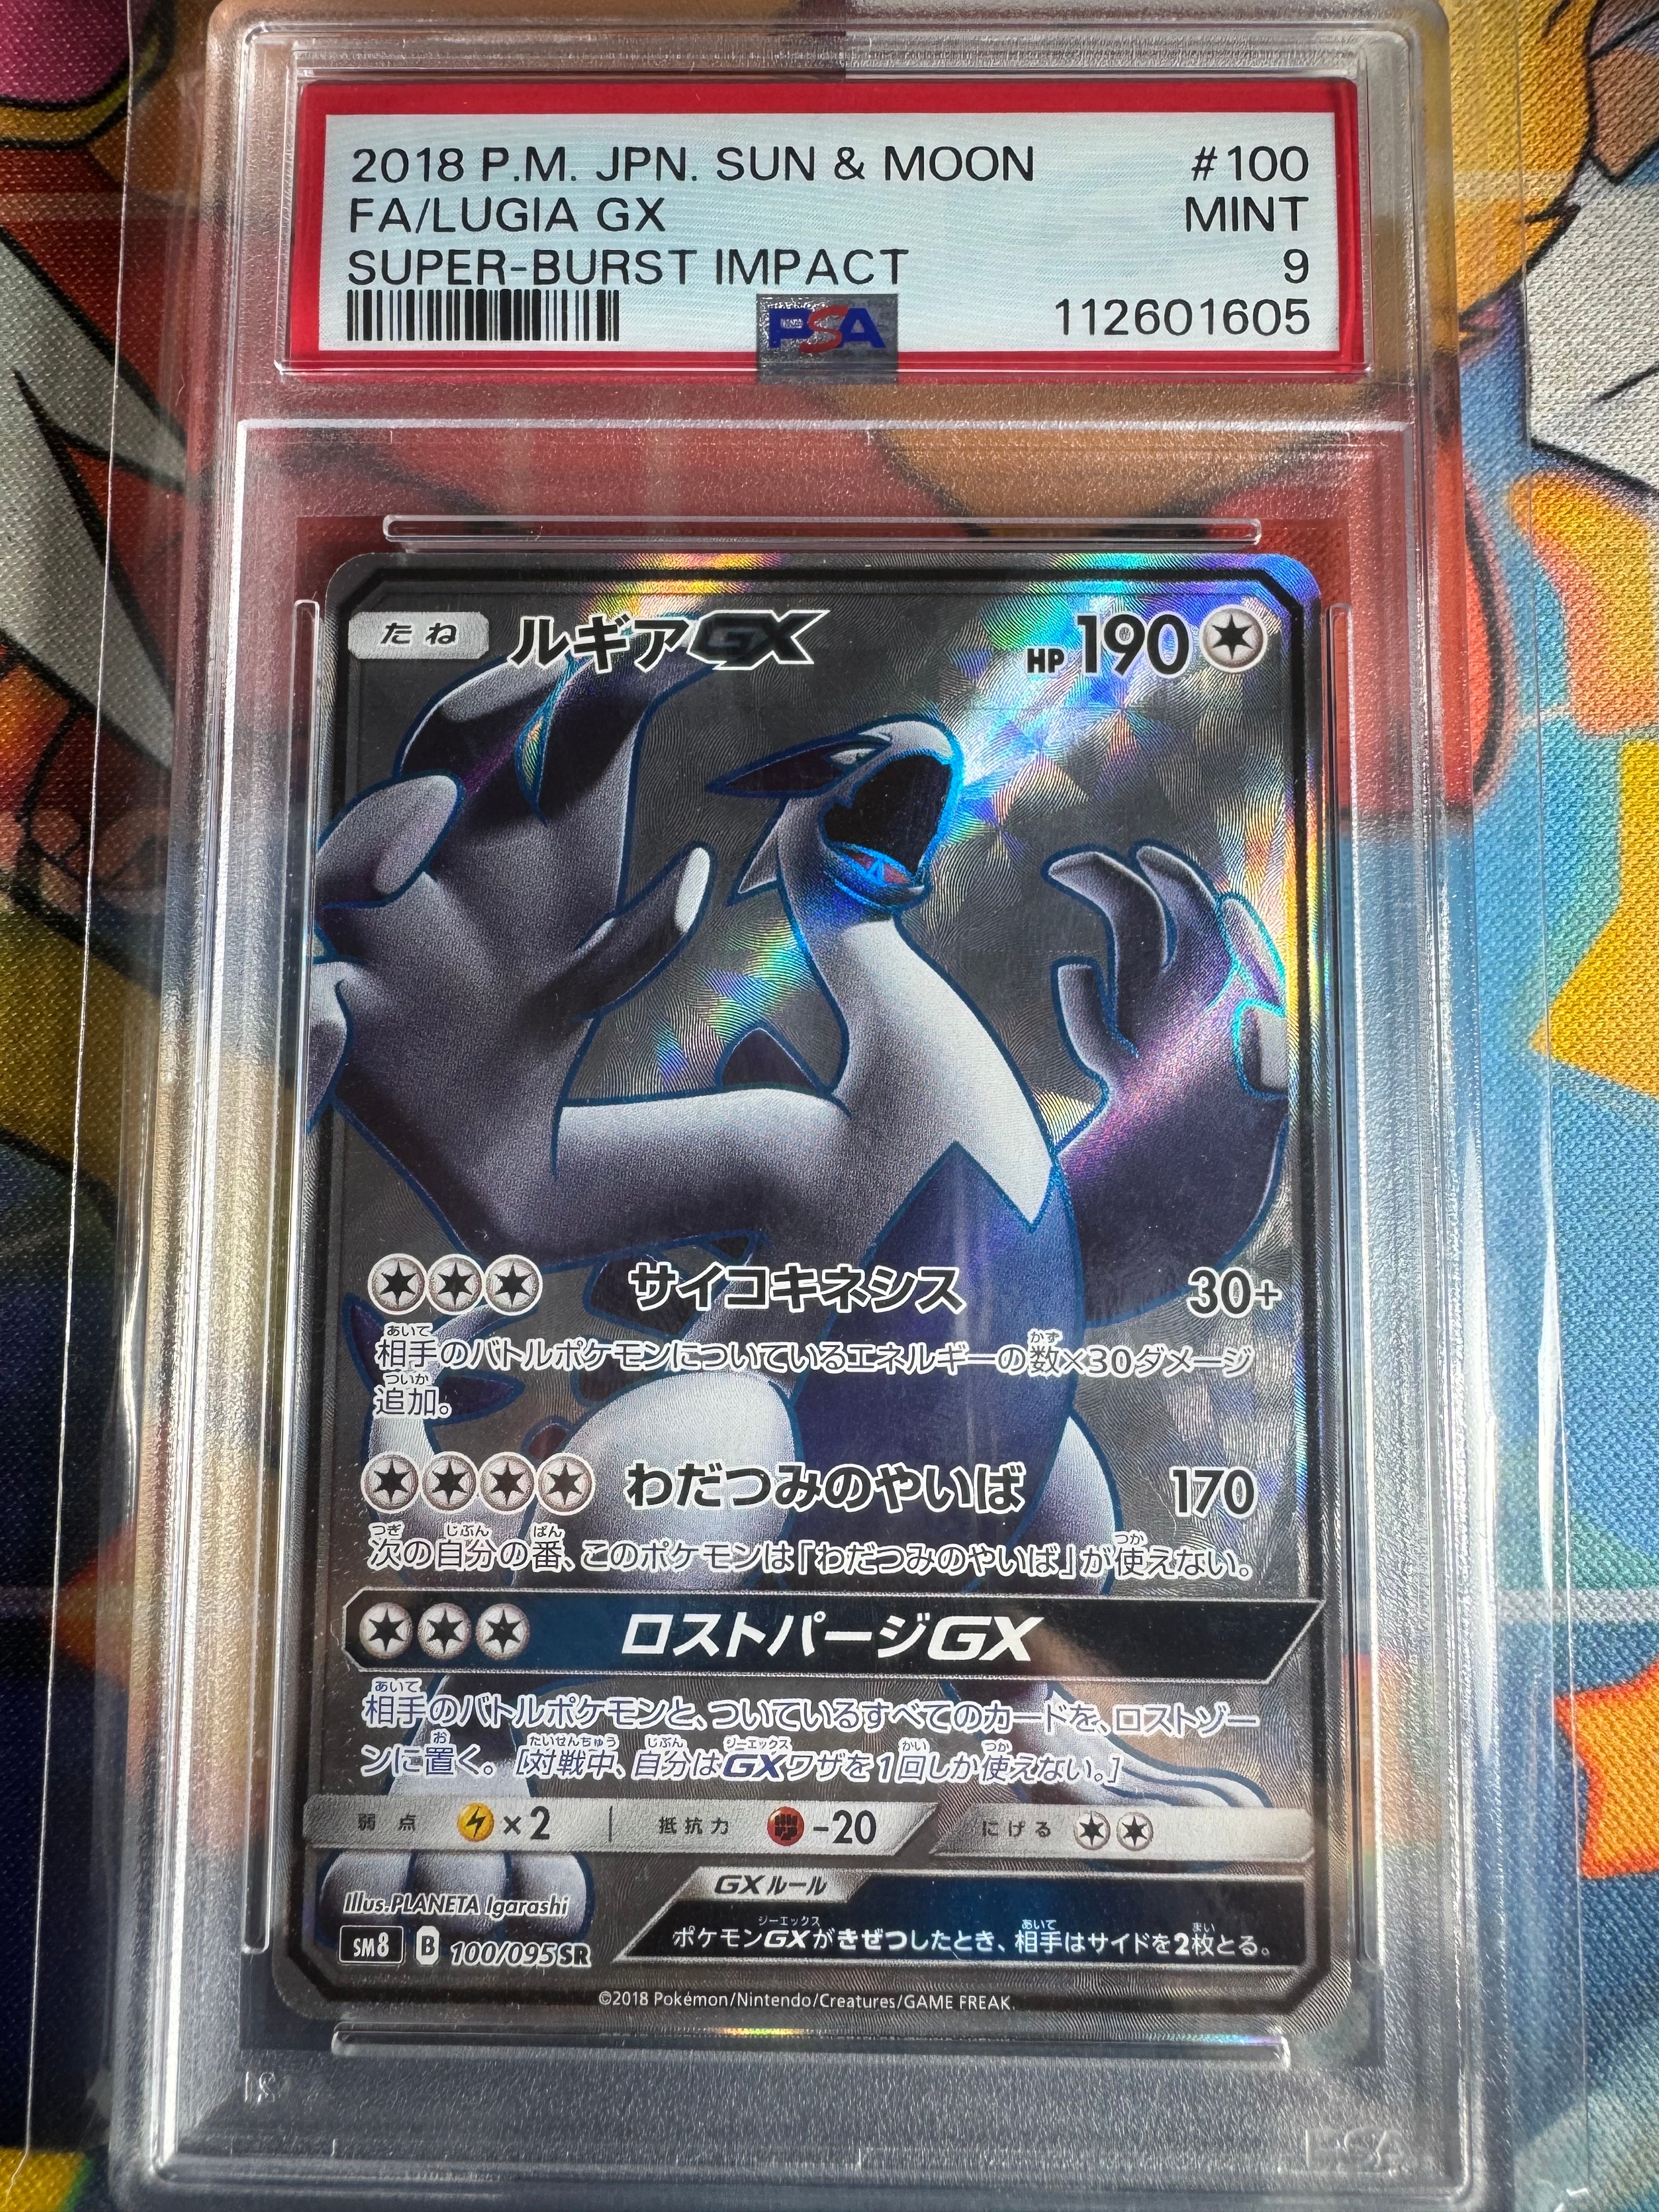 2018 P.M. JPN. SUN & MOON #100
FA/LUGIA GX MINT
SUPER-BURST IMPACT 9
PSA 112601605
たね ルギアGX HP 190
サイコキネシス 30+
相手のバトルポケモンについているエネルギーの数×30ダメージ
追加。
わだつみのやいば 170
次の自分の番、このポケモンは「わだつみのやいば」が使えない。
ロストパージGX
相手のバトルポケモンと、ついているすべてのカードを、ロストゾー
ンに置く。[対戦中、自分はGXワザを1回しか使えない。]
弱点 ×2 抵抗力 -20 にげる
GXルール
Illus.PLANETA Igarashi
ポケモンGXがきぜつしたとき、相手はサイドを2枚とる。
SM8 B 100/095 SR
©2018 Pokémon/Nintendo/Creatures/GAME FREAK.
PSA